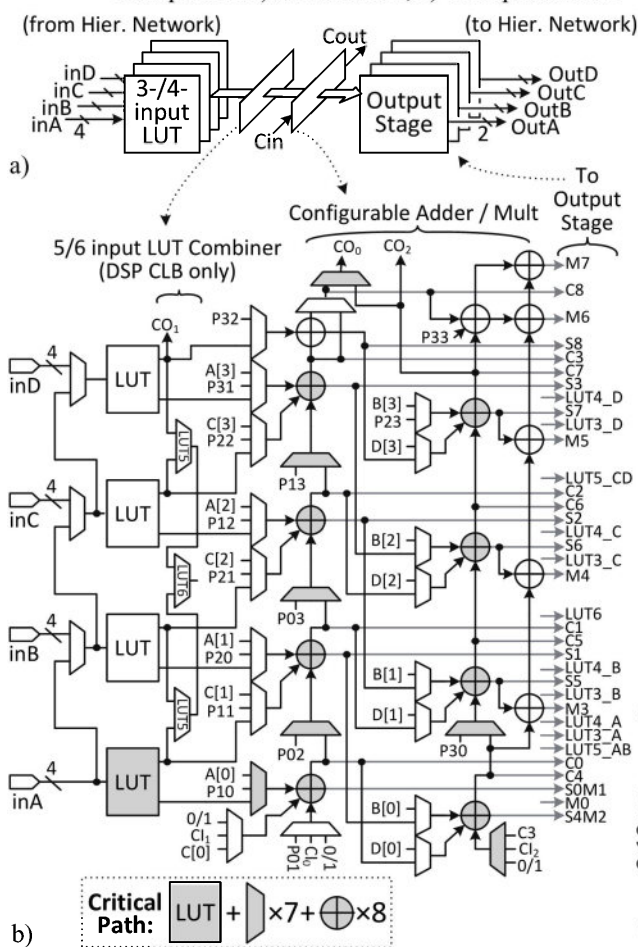 (from Hier. Network)
(to Hier. Network)
Cout
inD
inC
inB
inA
4
3-/4-
input
LUT
Cin
Output
Stage
OutD
OutC
OutB
OutA
2
a)
To
Output
Stage
Configurable Adder / Mult
5/6 input LUT Combiner
(DSP CLB only)
CO₀
CO₂
CO₁
M7
C8
M6
P32
P33
S8
C3
C7
S3
LUT4_D
S7
LUT3_D
M5
inD
4
LUT
LUT5
A[3]
P31
C[3]
P22
B[3]
P23
D[3]
P13
LUT5_CD
C2
C6
S2
LUT4_C
S6
LUT3_C
M4
inC
4
LUT
LUT6
A[2]
P12
C[2]
P21
B[2]
D[2]
P03
LUT6
C1
C5
S1
LUT4_B
S5
LUT3_B
M3
LUT4_A
LUT3_A
LUT5_AB
inB
4
LUT
LUT5
A[1]
P20
C[1]
P11
B[1]
D[1]
P02
P30
C0
C4
S0M1
M0
S4M2
inA
4
LUT
A[0]
P10
0/1
CI₁
C[0]
P01
CI₀
0/1
B[0]
D[0]
C3
CI₂
0/1
b)
Critical
Path:
LUT + ×7+ ×8